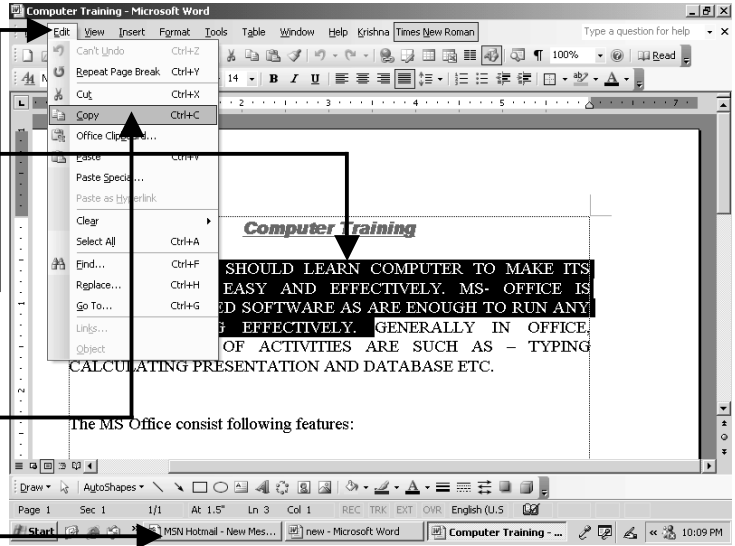 Computer Training - Microsoft Word
Edit View Insert Format Tools Table Window Help Krishna Times New Roman Type a question for help
100% Read
14 B I U
Can't Undo Ctrl+Z
Repeat Page Break Ctrl+Y
Cut Ctrl+X
Copy Ctrl+C
Office Clipboard...
Paste Ctrl+V
Paste Special...
Paste as Hyperlink
Clear
Select All Ctrl+A
Find... Ctrl+F
Replace... Ctrl+H
Go To... Ctrl+G
Links...
Object
2 3 4 5 7
Computer Training
SHOULD LEARN COMPUTER TO MAKE ITS
EASY AND EFFECTIVELY. MS- OFFICE IS
D SOFTWARE AS ARE ENOUGH TO RUN ANY
G EFFECTIVELY. GENERALLY IN OFFICE,
OF ACTIVITIES ARE SUCH AS – TYPING
CALCULATING PRESENTATION AND DATABASE ETC.
The MS Office consist following features:
Draw AutoShapes
Page 1 Sec 1 1/1 At 1.5" Ln 3 Col 1 REC TRK EXT OVR English (U.S
Start MSN Hotmail - New Mes... new - Microsoft Word Computer Training - ... 10:09 PM